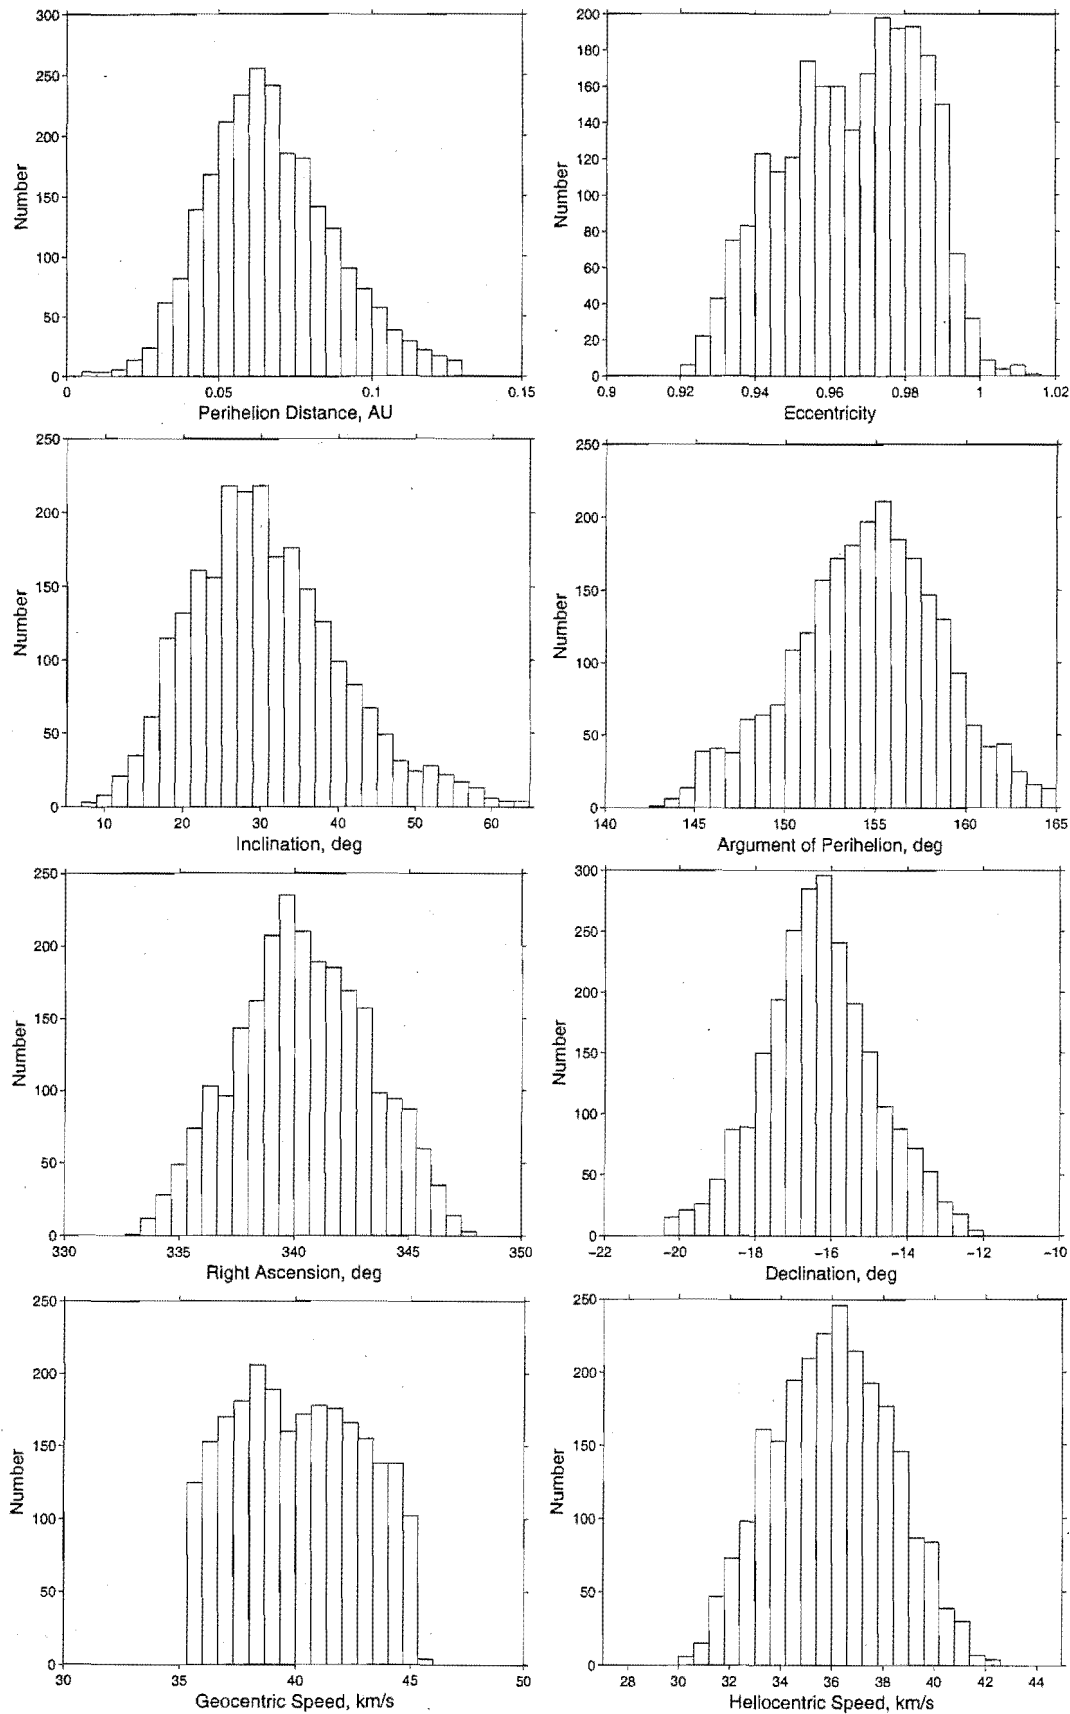 300
250
200
150
100
50
0
Number
0 0.05 0.1 0.15
Perihelion Distance, AU
200
180
160
140
120
100
80
60
40
20
0
Number
0.9 0.92 0.94 0.96 0.98 1 1.02
Eccentricity
250
200
150
100
50
0
Number
10 20 30 40 50 60
Inclination, deg
250
200
150
100
50
0
Number
140 145 150 155 160 165
Argument of Perihelion, deg
250
200
150
100
50
0
Number
330 335 340 345 350
Right Ascension, deg
300
250
200
150
100
50
0
Number
−22 −20 −18 −16 −14 −12 −10
Declination, deg
250
200
150
100
50
0
Number
30 35 40 45 50
Geocentric Speed, km/s
250
200
150
100
50
0
Number
28 30 32 34 36 38 40 42 44
Heliocentric Speed, km/s